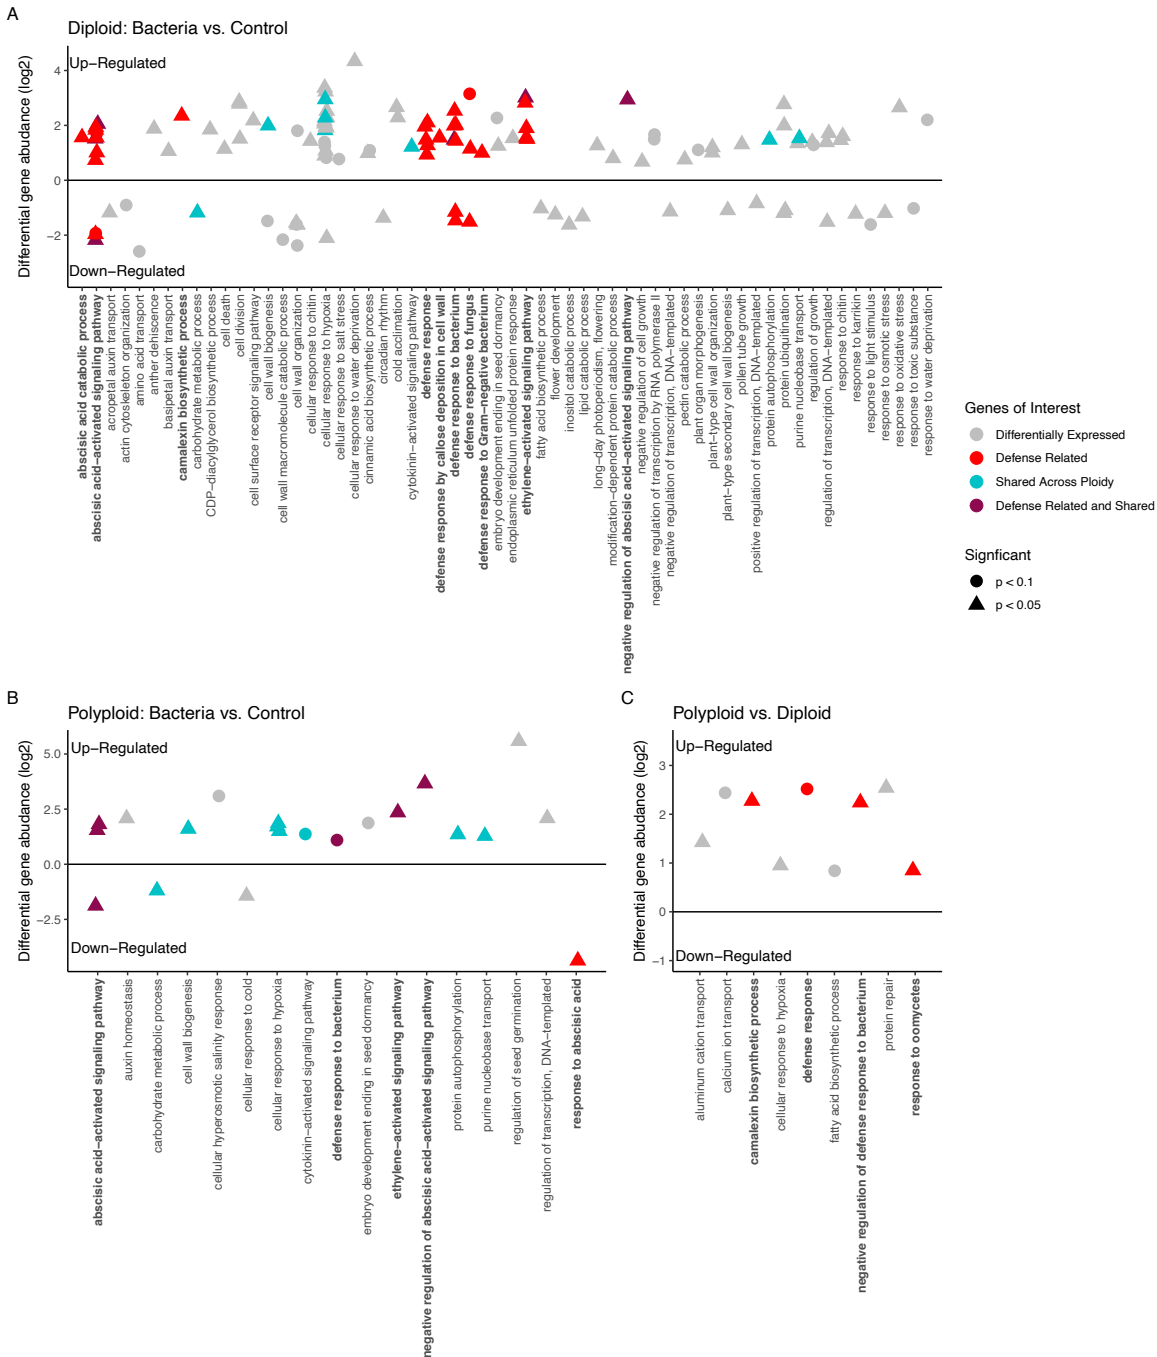 A
Diploid: Bacteria vs. Control
Differential gene abudance (log2)
Up−Regulated
4
2
0
−2
Down−Regulated
abscisic acid catabolic process
abscisic acid−activated signaling pathway
acropetal auxin transport
actin cytoskeleton organization
amino acid transport
anther dehiscence
basipetal auxin transport
camalexin biosynthetic process
carbohydrate metabolic process
CDP−diacylglycerol biosynthetic process
cell death
cell division
cell surface receptor signaling pathway
cell wall biogenesis
cell wall macromolecule catabolic process
cell wall organization
cellular response to chitin
cellular response to hypoxia
cellular response to salt stress
cellular response to water deprivation
cinnamic acid biosynthetic process
circadian rhythm
cold acclimation
cytokinin−activated signaling pathway
defense response
defense response by callose deposition in cell wall
defense response to bacterium
defense response to fungus
defense response to Gram−negative bacterium
embryo development ending in seed dormancy
endoplasmic reticulum unfolded protein response
ethylene−activated signaling pathway
fatty acid biosynthetic process
flower development
inositol catabolic process
lipid catabolic process
long−day photoperiodism, flowering
modification−dependent protein catabolic process
negative regulation of abscisic acid−activated signaling pathway
negative regulation of cell growth
negative regulation of transcription by RNA polymerase II
negative regulation of transcription, DNA−templated
pectin catabolic process
plant organ morphogenesis
plant−type cell wall organization
plant−type secondary cell wall biogenesis
pollen tube growth
positive regulation of transcription, DNA−templated
protein autophosphorylation
protein ubiquitination
purine nucleobase transport
regulation of growth
regulation of transcription, DNA−templated
response to chitin
response to karrikin
response to light stimulus
response to osmotic stress
response to oxidative stress
response to toxic substance
response to water deprivation
Genes of Interest
Differentially Expressed
Defense Related
Shared Across Ploidy
Defense Related and Shared
Signficant
p < 0.1
p < 0.05
B
Polyploid: Bacteria vs. Control
Differential gene abudance (log2)
Up−Regulated
5.0
2.5
0.0
−2.5
Down−Regulated
abscisic acid−activated signaling pathway
auxin homeostasis
carbohydrate metabolic process
cell wall biogenesis
cellular hyperosmotic salinity response
cellular response to cold
cellular response to hypoxia
cytokinin−activated signaling pathway
defense response to bacterium
embryo development ending in seed dormancy
ethylene−activated signaling pathway
negative regulation of abscisic acid−activated signaling pathway
protein autophosphorylation
purine nucleobase transport
regulation of seed germination
regulation of transcription, DNA−templated
response to abscisic acid
C
Polyploid vs. Diploid
Differential gene abudance (log2)
Up−Regulated
3
2
1
0
−1
Down−Regulated
aluminum cation transport
calcium ion transport
camalexin biosynthetic process
cellular response to hypoxia
defense response
fatty acid biosynthetic process
negative regulation of defense response to bacterium
protein repair
response to oomycetes